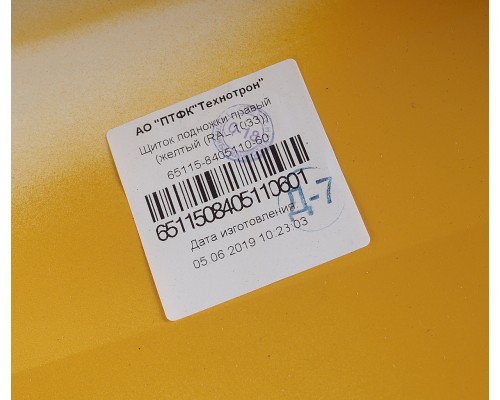 АО "ПТФК"Технотрон"
Щиток подножки правый
(желтый (RAL 1033))
65115-8405110-60
6511508405110601
Дата изготовления:
05.06.2019 10:23:03
Д-7